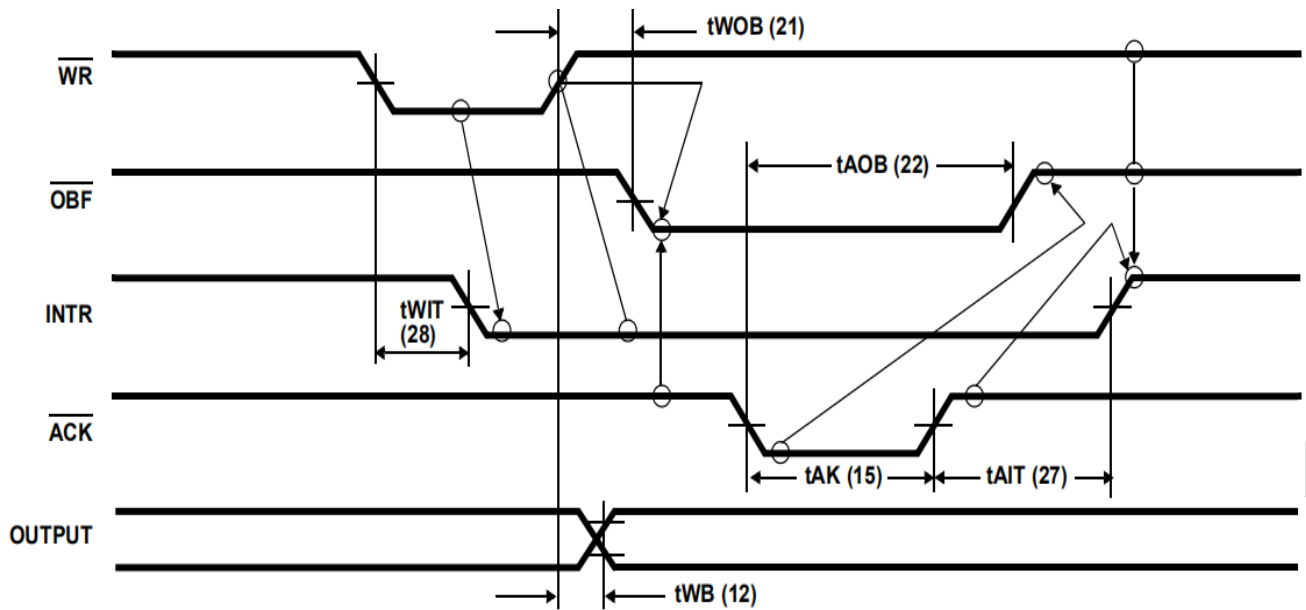 tWOB (21)
WR
tAOB (22)
OBF
INTR
tWIT
(28)
ACK
tAK (15)
tAIT (27)
OUTPUT
tWB (12)